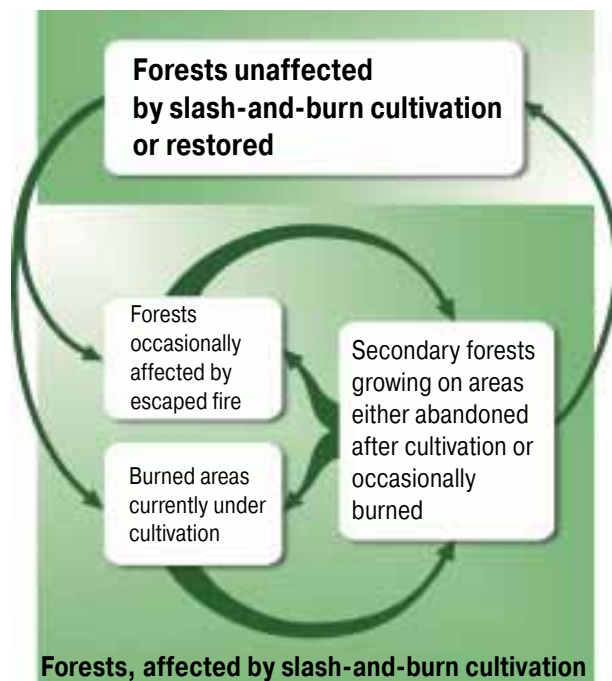 Forests unaffected
by slash-and-burn cultivation
or restored
Forests
occasionally
affected by
escaped fire
Burned areas
currently under
cultivation
Secondary forests
growing on areas
either abandoned
after cultivation or
occasionally
burned
Forests, affected by slash-and-burn cultivation